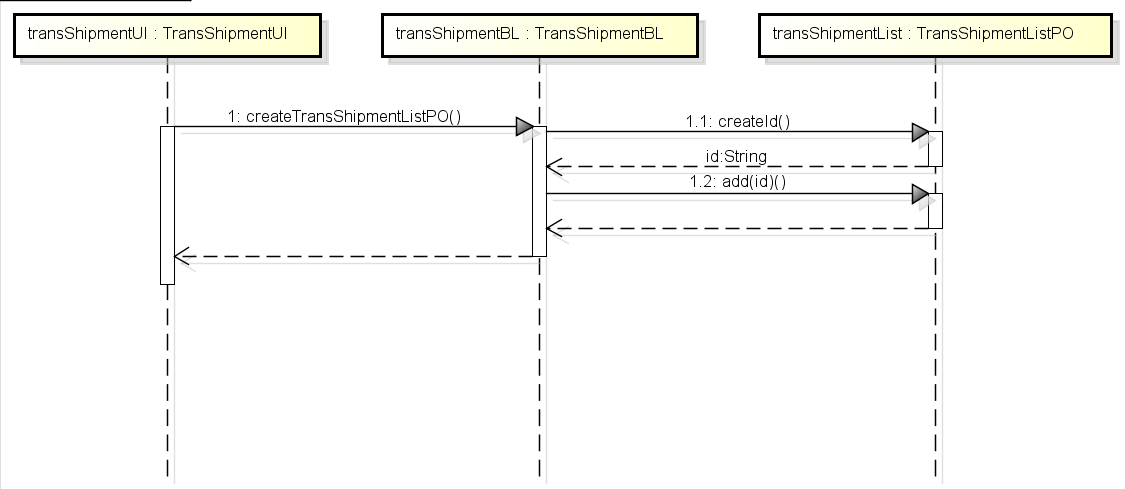 transShipmentUI : TransShipmentUI
transShipmentBL : TransShipmentBL
transShipmentList : TransShipmentListPO
1: createTransShipmentListPO()
1.1: createId()
id:String
1.2: add(id)()